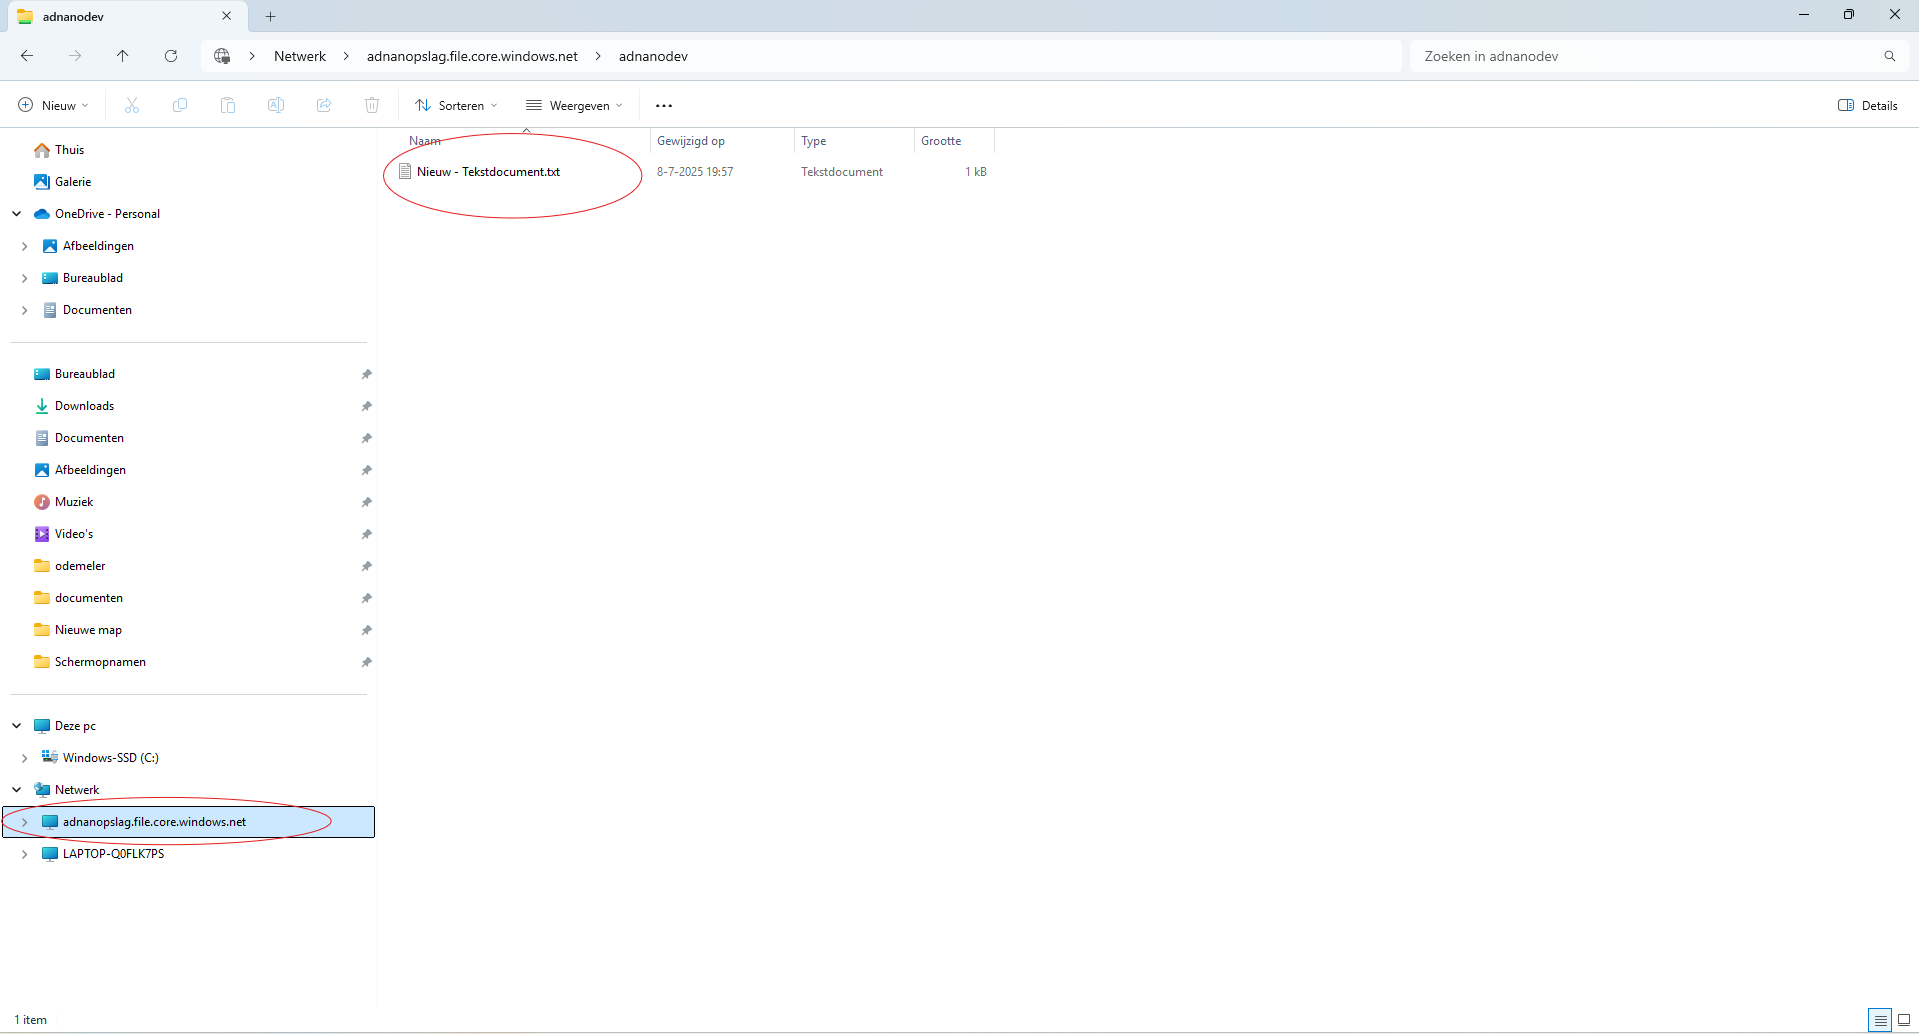 adnanodev
Netwerk
adnanopslag.file.core.windows.net
adnanodev
Zoeken in adnanodev
Nieuw
Sorteren
Weergeven
Details
Naam
Gewijzigd op
Type
Grootte
Nieuw - Tekstdocument.txt
8-7-2025 19:57
Tekstdocument
1 kB
Thuis
Galerie
OneDrive - Personal
Afbeeldingen
Bureaublad
Documenten
Bureaublad
Downloads
Documenten
Afbeeldingen
Muziek
Video's
odemeler
documenten
Nieuwe map
Schermopnamen
Deze pc
Windows-SSD (C:)
Netwerk
adnanopslag.file.core.windows.net
LAPTOP-Q0FLK7PS
1 item